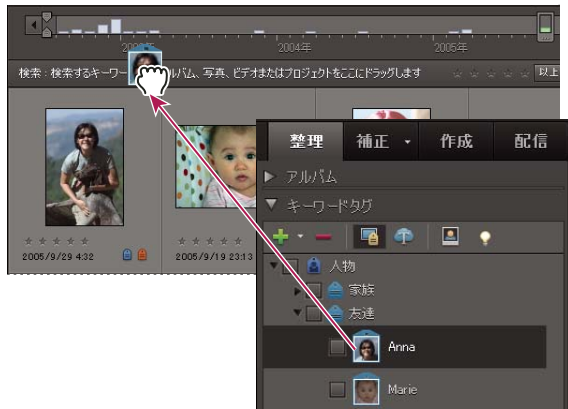 2004年
2005年
検索 : 検索するキーワー
ルバム、写真、ビデオまたはプロジェクトをここにドラッグします
以上
整理
補正
作成
配信
アルバム
キーワードタグ
2005/9/29 4:32
2005/9/19 23:13
人物
家族
友達
Anna
Marie